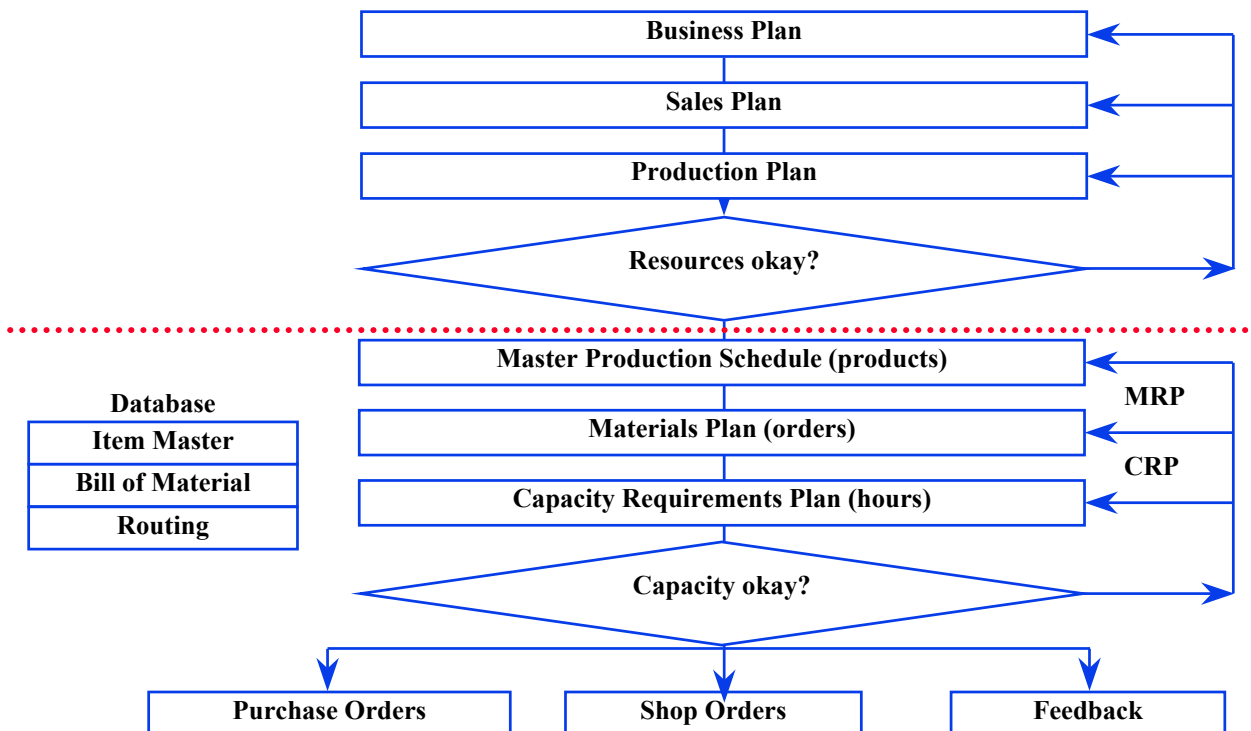 Business Plan
Sales Plan
Production Plan
Resources okay?
Master Production Schedule (products)
MRP
Database
Item Master
Materials Plan (orders)
CRP
Bill of Material
Capacity Requirements Plan (hours)
Routing
Capacity okay?
Purchase Orders
Shop Orders
Feedback